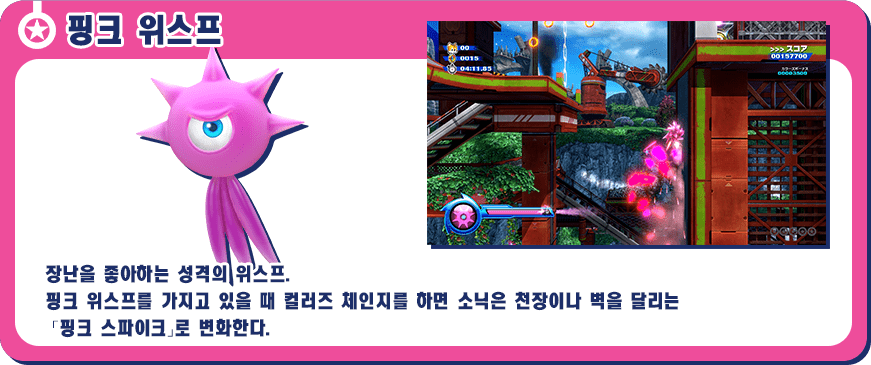 핑크 위스프
00
0015
04:11.85
>>> スコア
00157700
00003500
장난을 좋아하는 성격의 위스프.
핑크 위스프를 가지고 있을 때 컬러즈 체인지를 하면 소닉은 천장이나 벽을 달리는
「핑크 스파이크」로 변화한다.